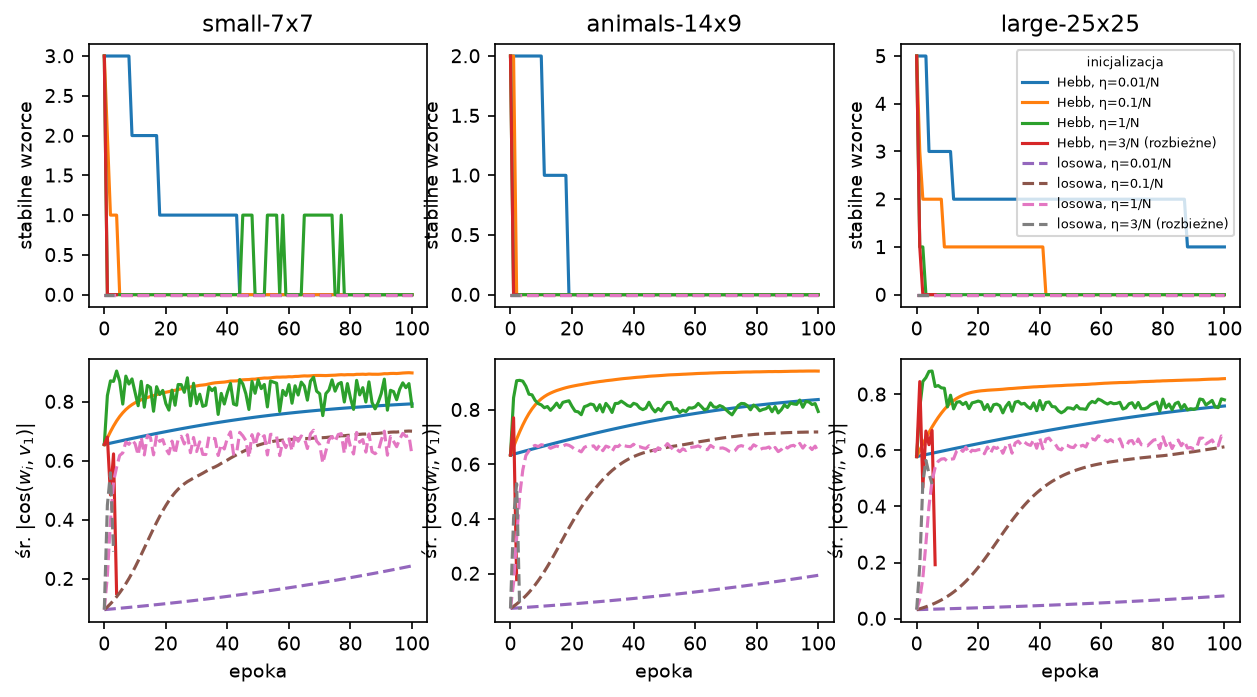 small-7x7
animals-14x9
large-25x25
stabilne wzorce
3.0
2.5
2.0
1.5
1.0
0.5
0.0
0 20 40 60 80 100
stabilne wzorce
2.0
1.5
1.0
0.5
0.0
0 20 40 60 80 100
stabilne wzorce
5
4
3
2
1
0
0 20 40 60 80 100
inicjalizacja
Hebb, η=0.01/N
Hebb, η=0.1/N
Hebb, η=1/N
Hebb, η=3/N (rozbieżne)
losowa, η=0.01/N
losowa, η=0.1/N
losowa, η=1/N
losowa, η=3/N (rozbieżne)
śr. |cos(wᵢ, v₁)|
0.8
0.6
0.4
0.2
0 20 40 60 80 100
epoka
śr. |cos(wᵢ, v₁)|
0.8
0.6
0.4
0.2
0 20 40 60 80 100
epoka
śr. |cos(wᵢ, v₁)|
0.8
0.6
0.4
0.2
0.0
0 20 40 60 80 100
epoka